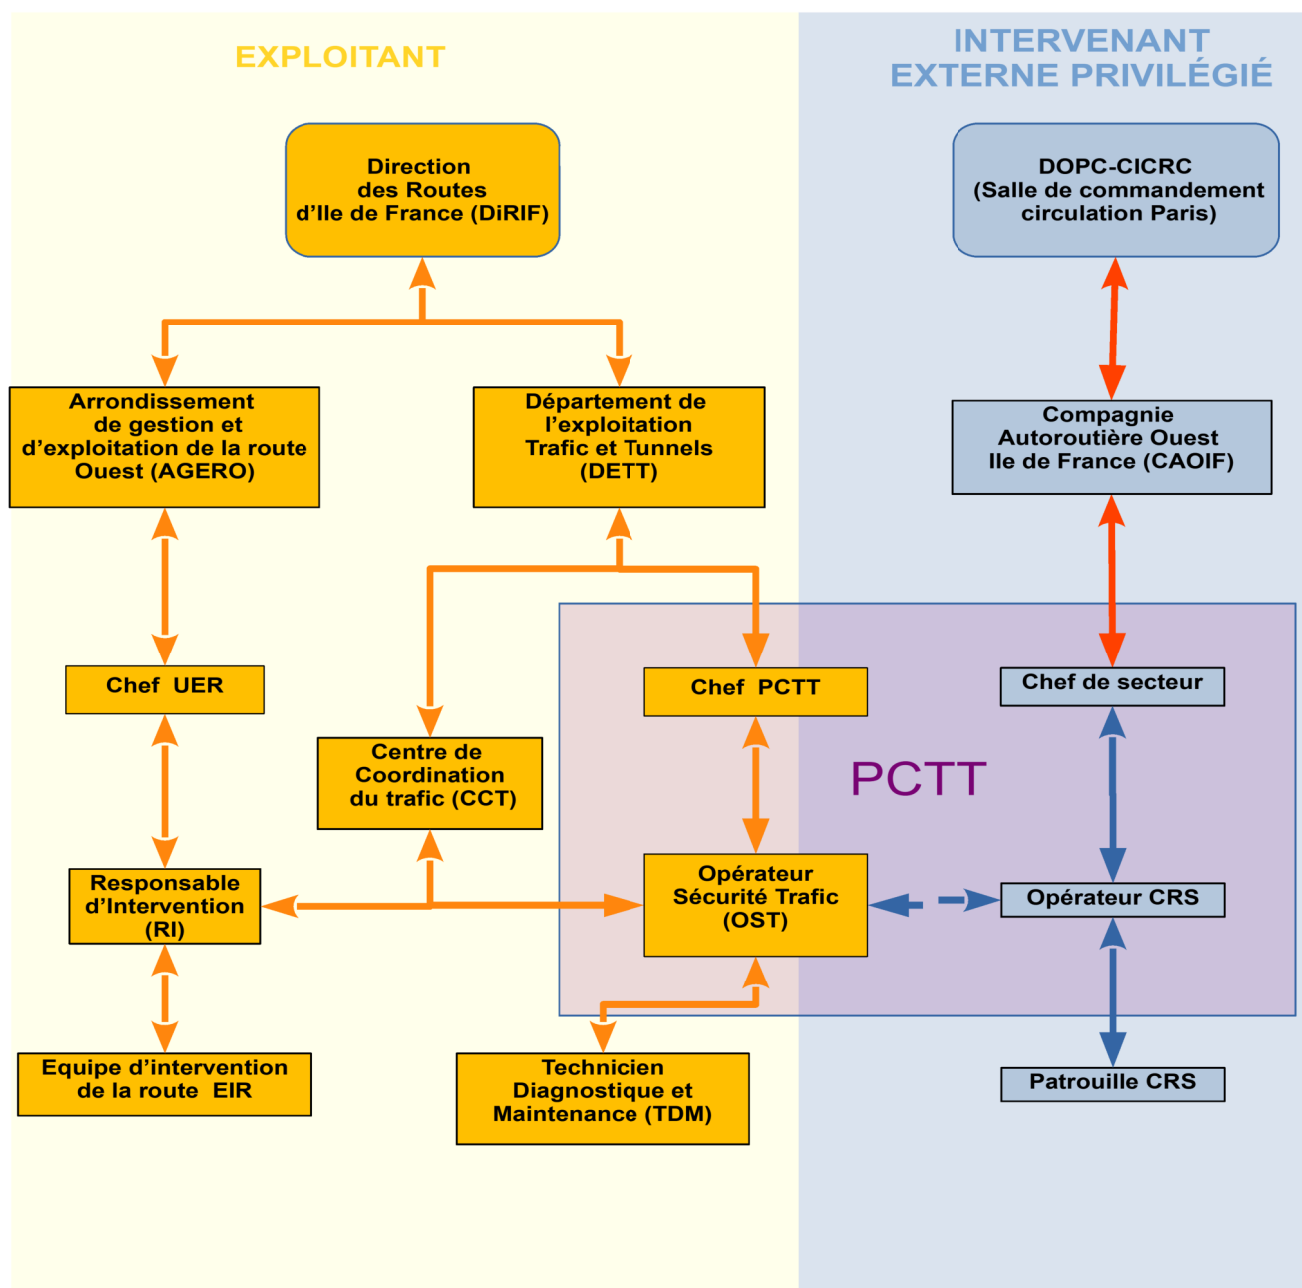 EXPLOITANT
INTERVENANT
EXTERNE PRIVILÉGIÉ
Direction
des Routes
d'Ile de France (DiRIF)
DOPC-CICRC
(Salle de commandement
circulation Paris)
Arrondissement
de gestion et
d'exploitation de la route
Ouest (AGERO)
Département de
l'exploitation
Trafic et Tunnels
(DETT)
Compagnie
Autoroutière Ouest
Ile de France (CAOIF)
Chef UER
Chef PCTT
Chef de secteur
Centre de
Coordination
du trafic (CCT)
PCTT
Responsable
d'Intervention
(RI)
Opérateur
Sécurité Trafic
(OST)
Opérateur CRS
Equipe d'intervention
de la route EIR
Technicien
Diagnostique et
Maintenance (TDM)
Patrouille CRS